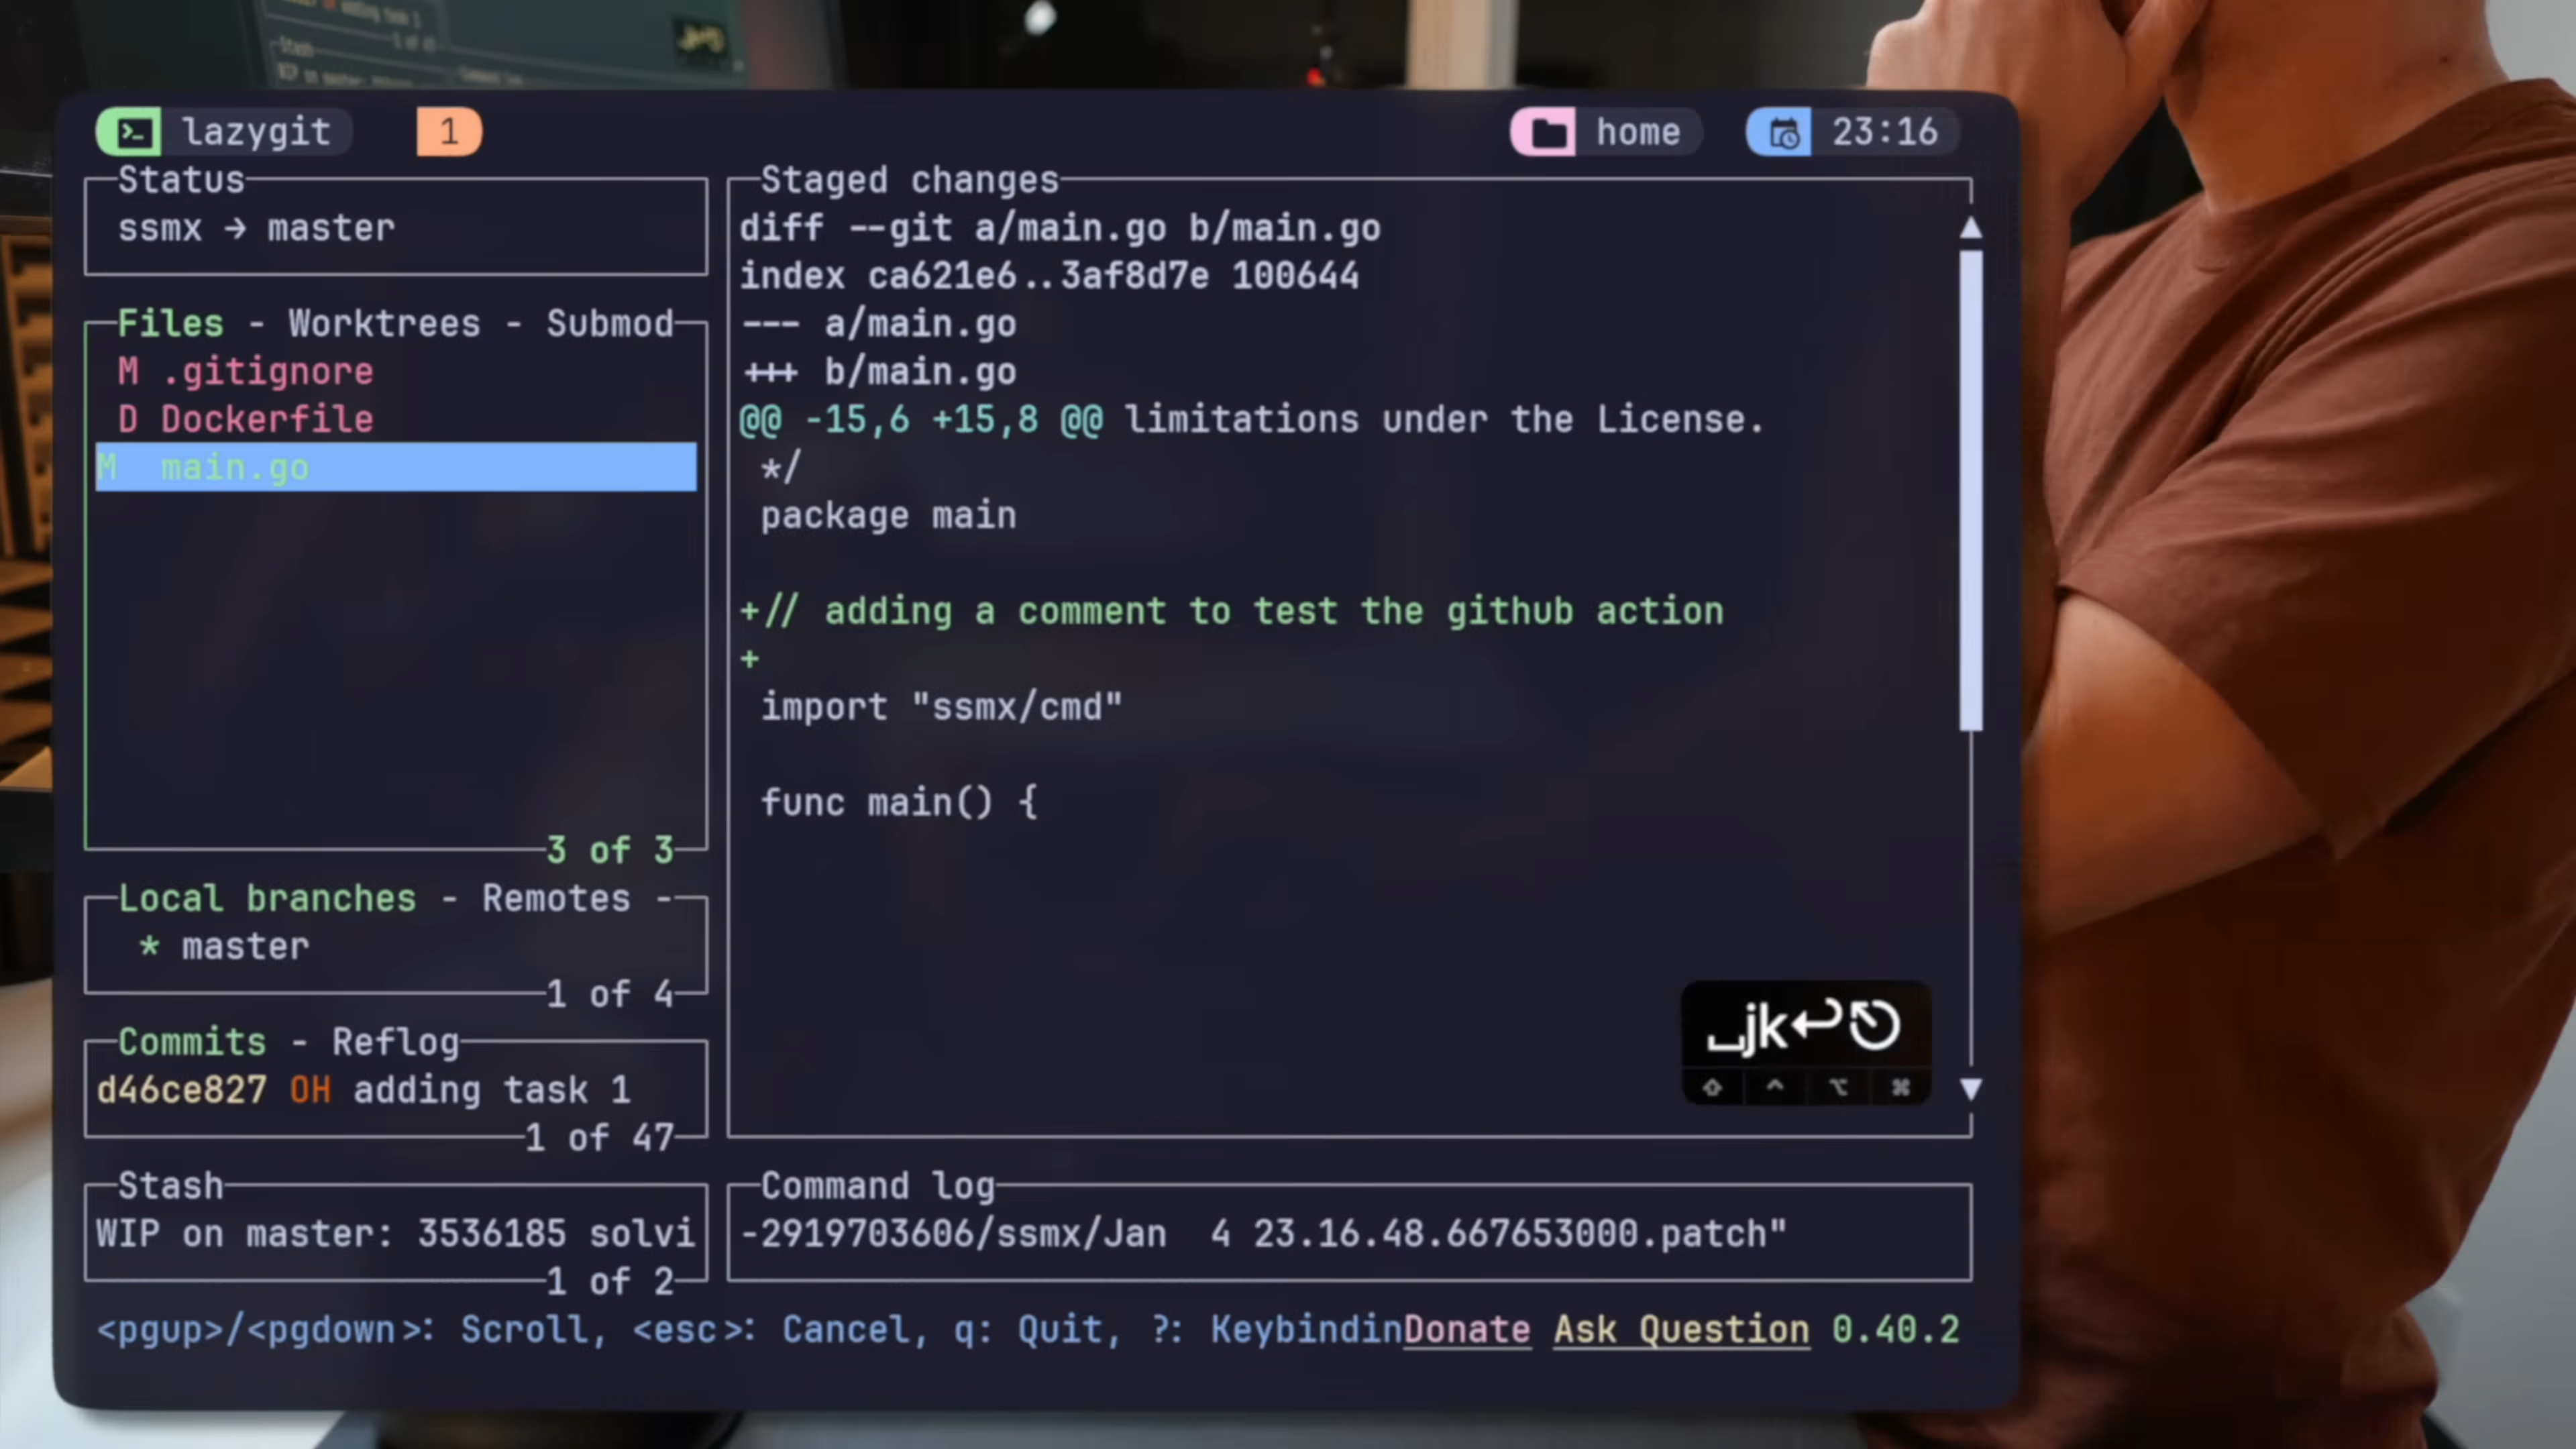 lazygit 1 home 23:16
Status
ssmx → master
Files - Worktrees - Submod
M .gitignore
D Dockerfile
M main.go
3 of 3
Local branches - Remotes -
* master
1 of 4
Commits - Reflog
d46ce827 OH adding task 1
1 of 47
Stash
WIP on master: 3536185 solvi
1 of 2
Staged changes
diff --git a/main.go b/main.go
index ca621e6..3af8d7e 100644
--- a/main.go
+++ b/main.go
@@ -15,6 +15,8 @@ limitations under the License.
*/
package main
+// adding a comment to test the github action
+
import "ssmx/cmd"
func main() {
␣jk↩⎋
⇧ ⌃ ⌥ ⌘
Command log
-2919703606/ssmx/Jan  4 23.16.48.667653000.patch"
<pgup>/<pgdown>: Scroll, <esc>: Cancel, q: Quit, ?: KeybindinDonate Ask Question 0.40.2